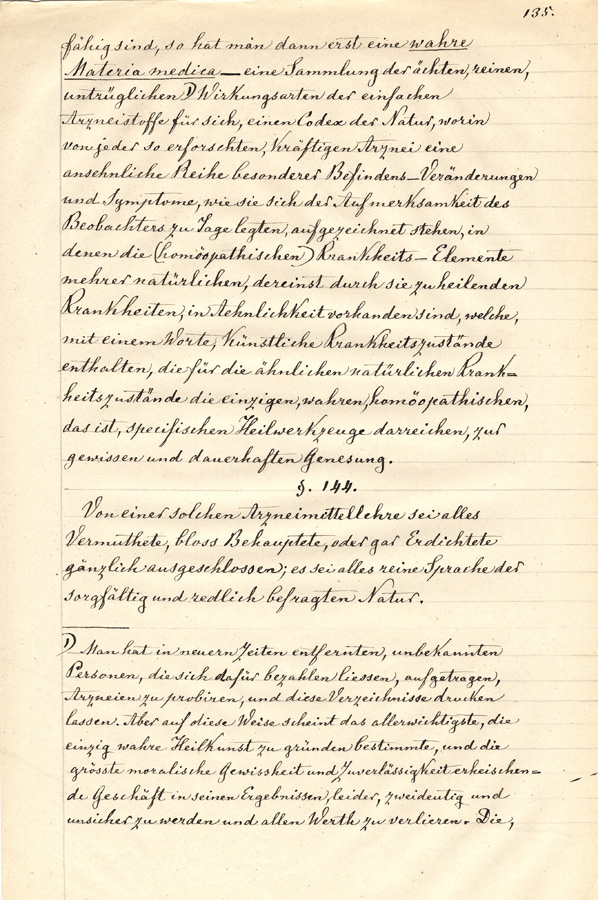 135.
fähig sind, so hat man dann erst eine wahre
Materia medica — eine Sammlung der ächten, reinen,
untrüglichen 1) Wirkungsarten der einfachen
Arzneistoffe für sich, einen Codex der Natur, worin
von jeder so erforschten, kräftigen Arznei eine
ansehnliche Reihe besonderer Befindens-Veränderungen
und Symptome, wie sie sich der Aufmerksamkeit des
Beobachters zu Tage legten, aufgezeichnet stehen, in
denen die (homöopathischen) Krankheits-Elemente
mehrer natürlichen, dereinst durch sie zu heilenden
Krankheiten, in Aehnlichkeit vorhanden sind, welche,
mit einem Worte, künstliche Krankheitszustände
enthalten, die für die ähnlichen natürlichen Krank=
heitszustände die einzigen, wahren, homöopathischen,
das ist, specifischen Heilwerkzeuge darreichen, zur
gewissen und dauerhaften Genesung.
§. 144.
Von einer solchen Arzneimittellehre sei alles
Vermuthete, bloss Behauptete, oder gar Erdichtete
gänzlich ausgeschlossen; es sei alles reine Sprache der
sorgfältig und redlich befragten Natur.
1) Man hat in neuern Zeiten entfernten, unbekannten
Personen, die sich dafür bezahlen liessen, aufgetragen,
Arzneien zu probiren, und diese Verzeichnisse drucken
lassen. Aber auf diese Weise scheint das allerwichtigste, die
einzig wahre Heilkunst zu gründen bestimmte, und die
grösste moralische Gewissheit und Zuverlässigkeit erheischen=
de Geschäft in seinen Ergebnissen, leider, zweideutig und
unsicher zu werden und allen Werth zu verlieren. Die,